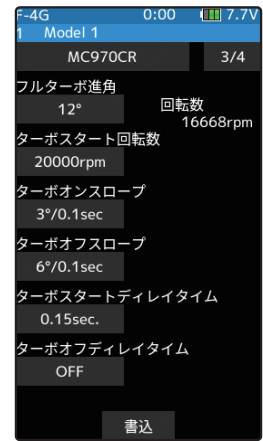 F-4G 0:00 7.7V
1 Model 1
MC970CR 3/4
フルターボ進角
12° 回転数
16668rpm
ターボスタート回転数
20000rpm
ターボオンスロープ
3°/0.1sec
ターボオフスロープ
6°/0.1sec
ターボスタートディレイタイム
0.15sec.
ターボオフディレイタイム
OFF
書込